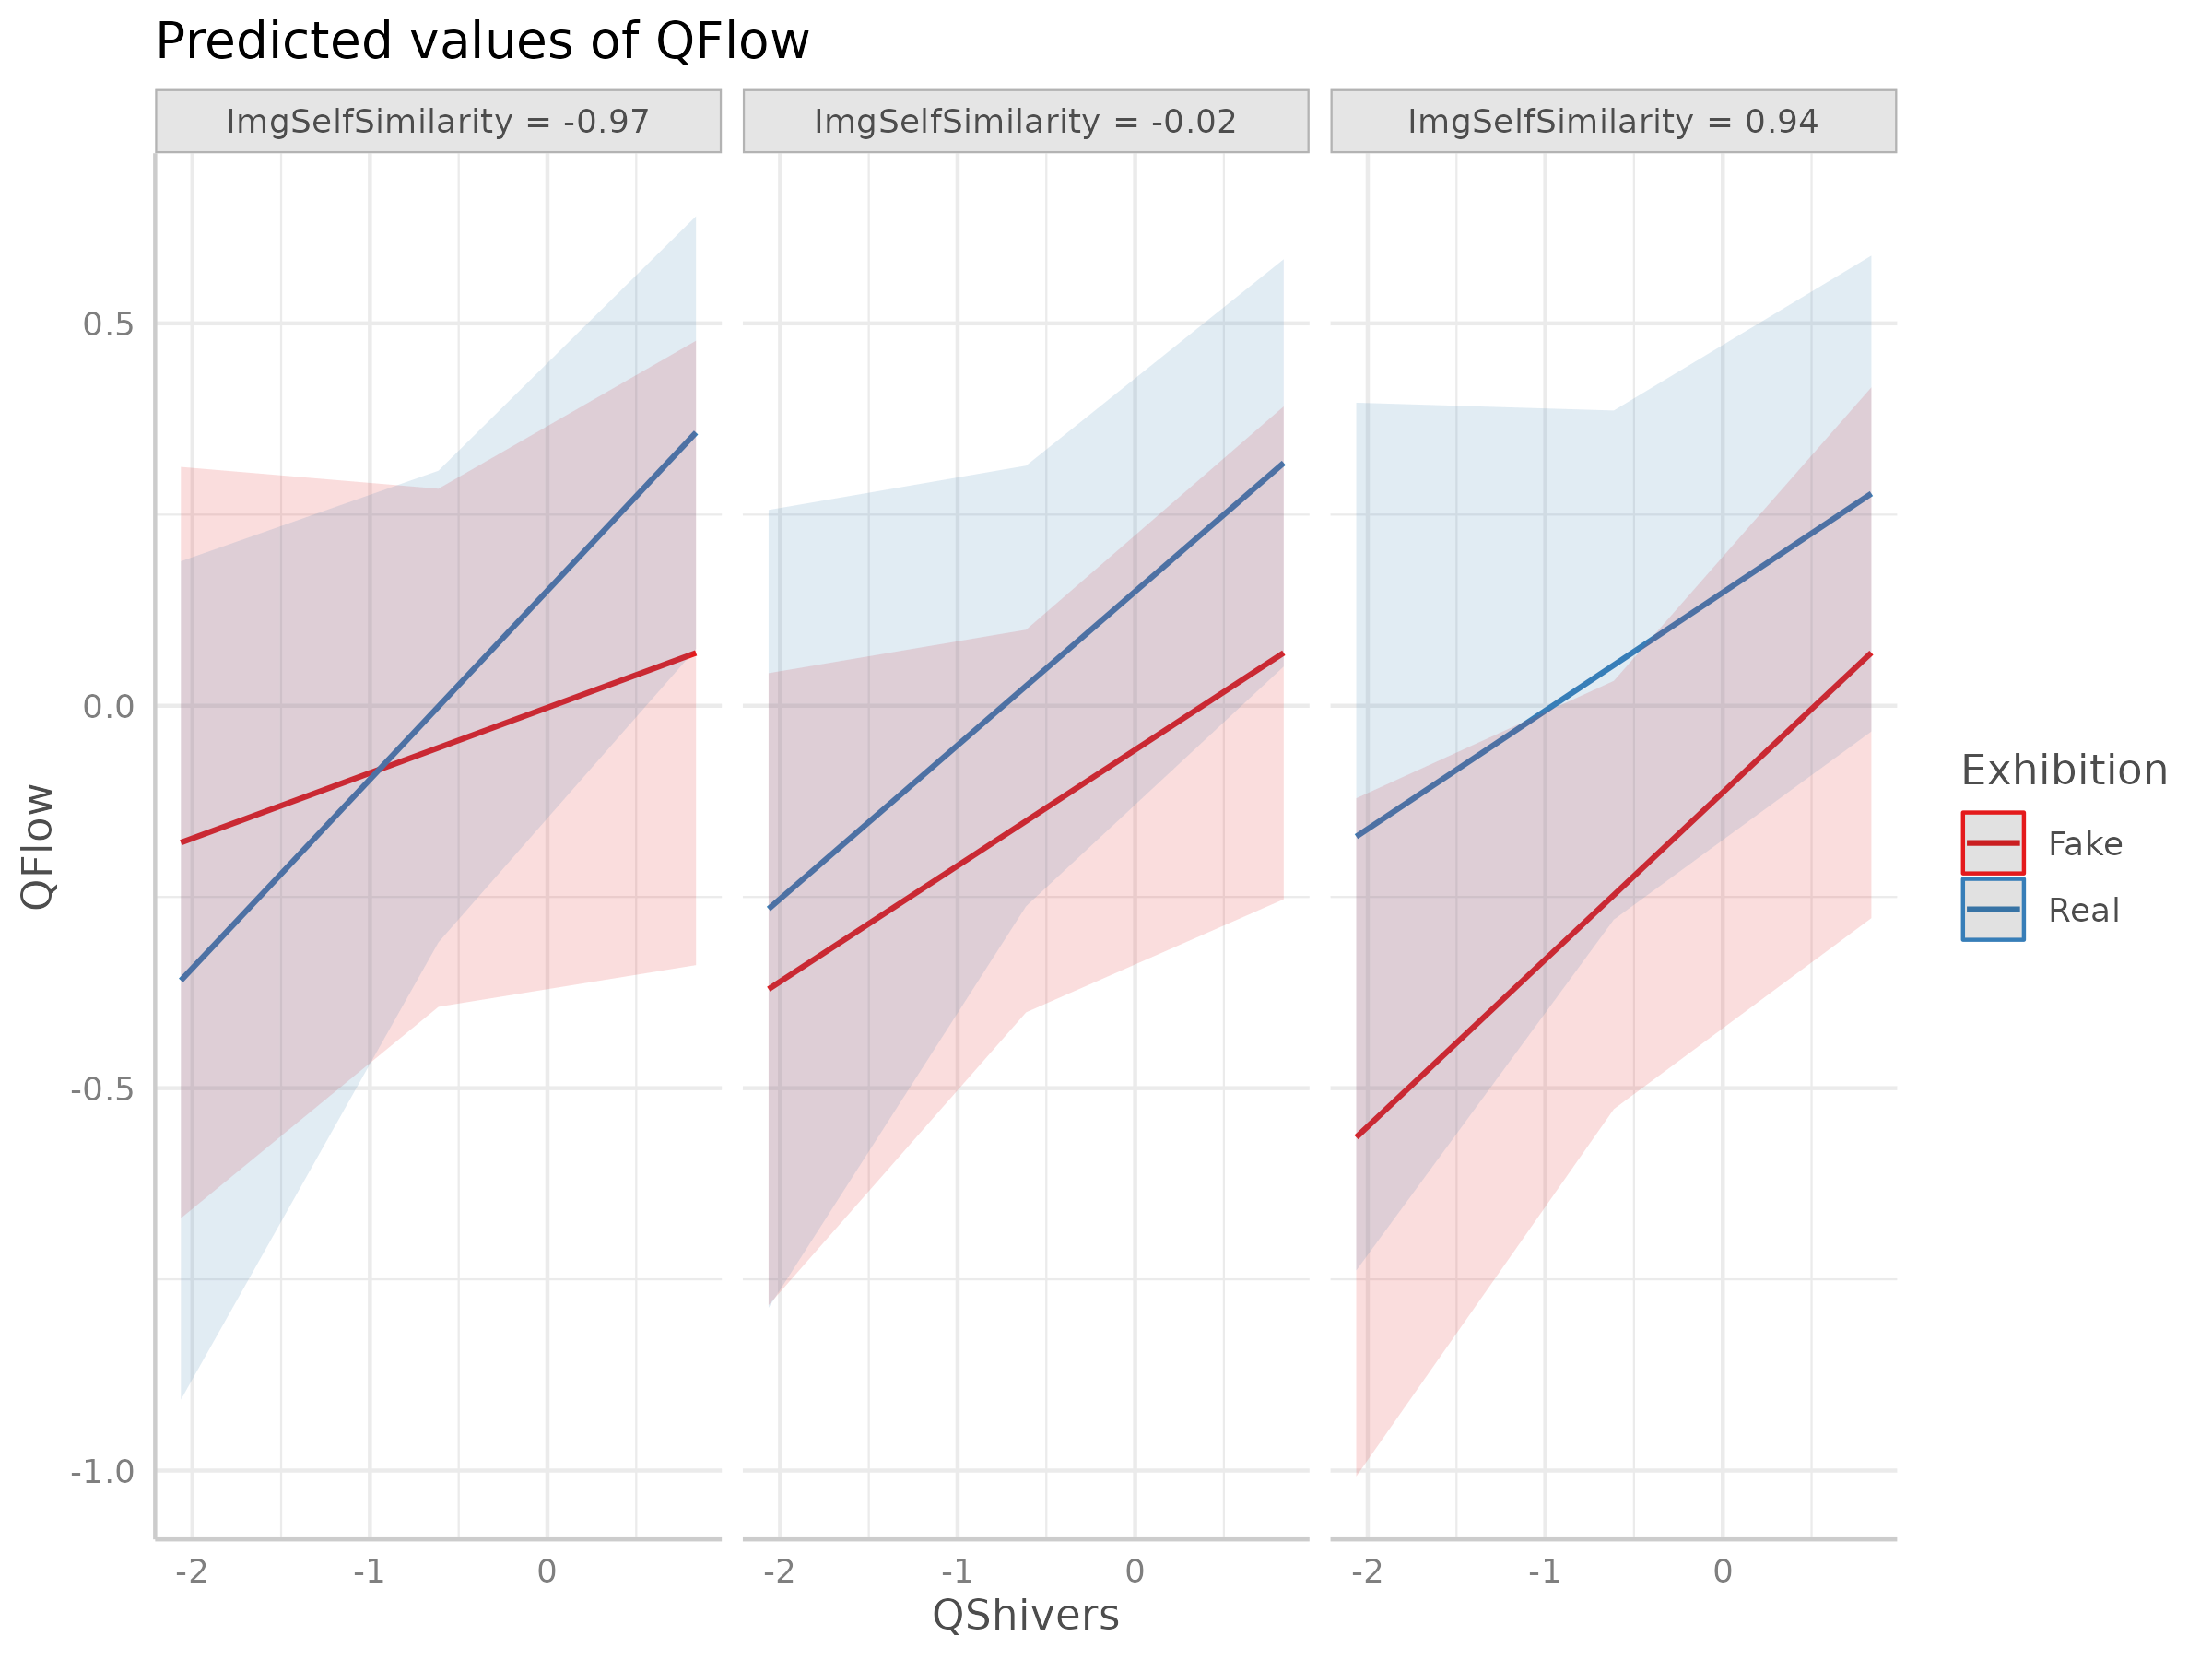 Predicted values of QFlow
ImgSelfSimilarity = -0.97
ImgSelfSimilarity = -0.02
ImgSelfSimilarity = 0.94
0.5
0.0
-0.5
-1.0
QFlow
-2 -1 0
-2 -1 0
-2 -1 0
QShivers
Exhibition
Fake
Real